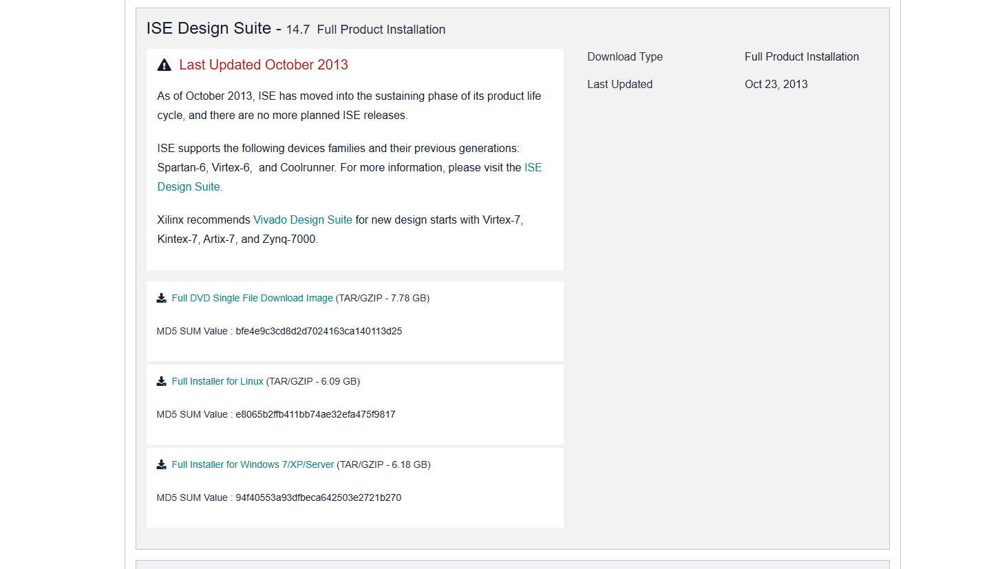 ISE Design Suite - 14.7 Full Product Installation
Last Updated October 2013
As of October 2013, ISE has moved into the sustaining phase of its product life
cycle, and there are no more planned ISE releases.
ISE supports the following devices families and their previous generations:
Spartan-6, Virtex-6, and Coolrunner. For more information, please visit the ISE
Design Suite.
Xilinx recommends Vivado Design Suite for new design starts with Virtex-7,
Kintex-7, Artix-7, and Zynq-7000.
Download Type Full Product Installation
Last Updated Oct 23, 2013
Full DVD Single File Download Image (TAR/GZIP - 7.78 GB)
MD5 SUM Value : bfe4e9c3cd8d2d7024163ca140113d25
Full Installer for Linux (TAR/GZIP - 6.09 GB)
MD5 SUM Value : e8065b2ffb411bb74ae32efa475f9817
Full Installer for Windows 7/XP/Server (TAR/GZIP - 6.18 GB)
MD5 SUM Value : 94f40553a93dfbeca642503e2721b270